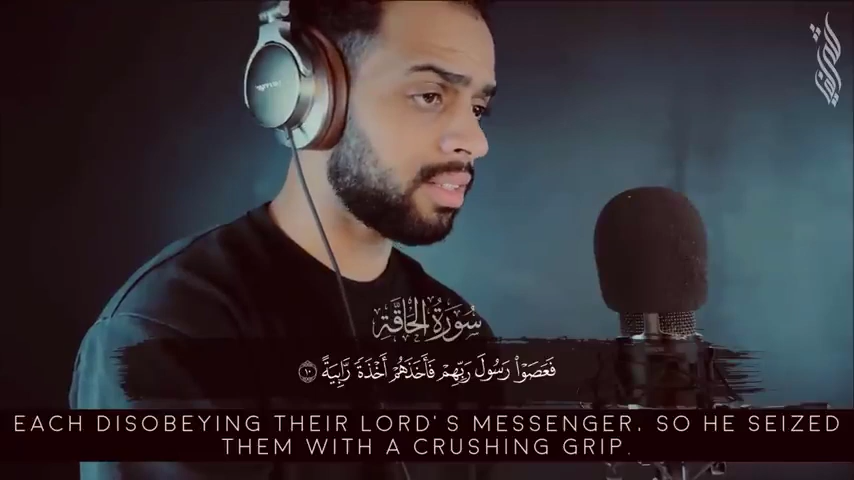 سُورَةُ الحَاقَّةِ
فَعَصَوْا۟ رَسُولَ رَبِّهِمْ فَأَخَذَهُمْ أَخْذَةً رَّابِيَةً ١٠
EACH DISOBEYING THEIR LORD'S MESSENGER, SO HE SEIZED
THEM WITH A CRUSHING GRIP.